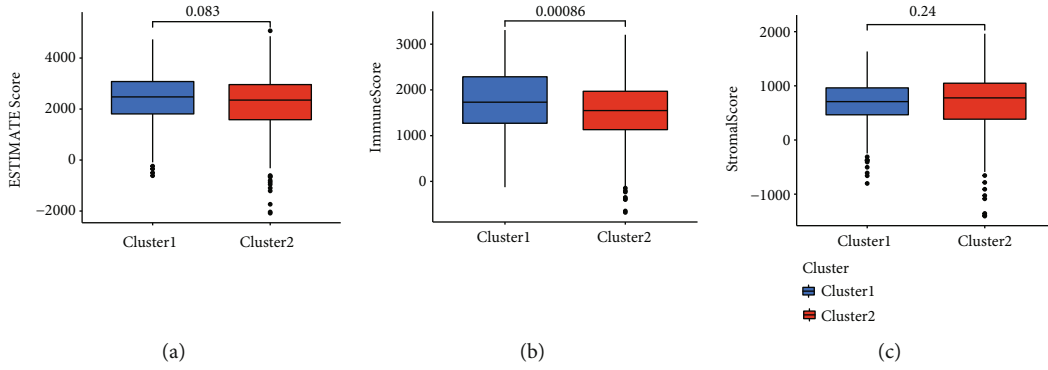 0.083
ESTIMATE Score
4000
2000
0
−2000
Cluster1 Cluster2
(a)
0.00086
ImmuneScore
3000
2000
1000
0
Cluster1 Cluster2
(b)
0.24
StromalScore
2000
1000
0
−1000
Cluster1 Cluster2
Cluster
Cluster1
Cluster2
(c)